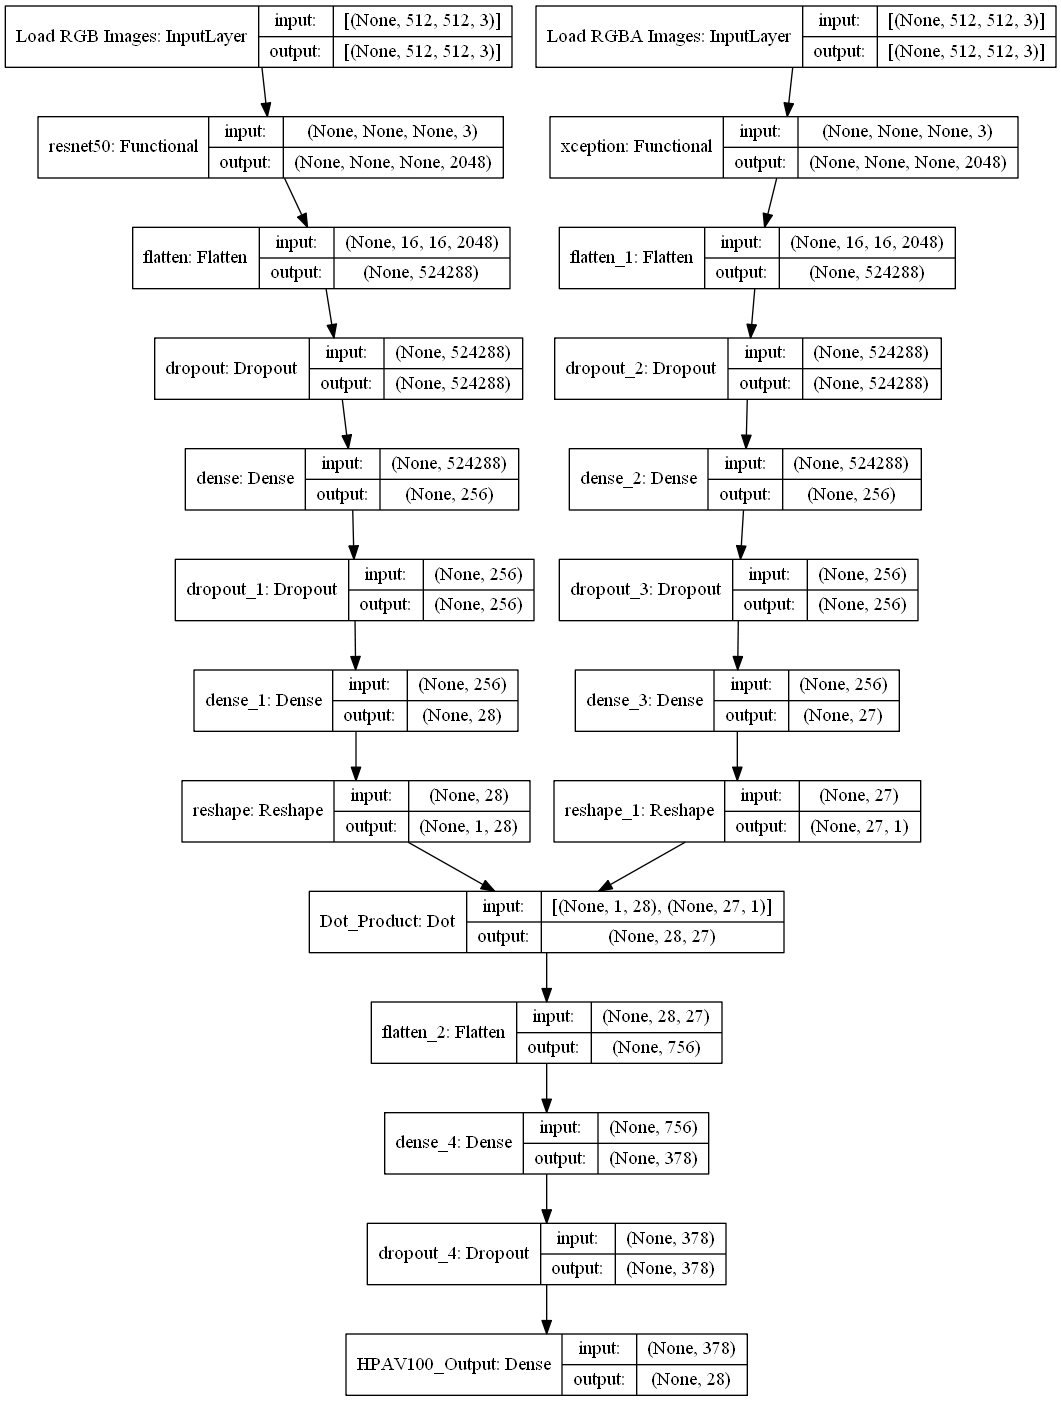 Load RGB Images: InputLayer
input: [(None, 512, 512, 3)]
output: [(None, 512, 512, 3)]
Load RGBA Images: InputLayer
input: [(None, 512, 512, 3)]
output: [(None, 512, 512, 3)]
resnet50: Functional
input: (None, None, None, 3)
output: (None, None, None, 2048)
xception: Functional
input: (None, None, None, 3)
output: (None, None, None, 2048)
flatten: Flatten
input: (None, 16, 16, 2048)
output: (None, 524288)
flatten_1: Flatten
input: (None, 16, 16, 2048)
output: (None, 524288)
dropout: Dropout
input: (None, 524288)
output: (None, 524288)
dropout_2: Dropout
input: (None, 524288)
output: (None, 524288)
dense: Dense
input: (None, 524288)
output: (None, 256)
dense_2: Dense
input: (None, 524288)
output: (None, 256)
dropout_1: Dropout
input: (None, 256)
output: (None, 256)
dropout_3: Dropout
input: (None, 256)
output: (None, 256)
dense_1: Dense
input: (None, 256)
output: (None, 28)
dense_3: Dense
input: (None, 256)
output: (None, 27)
reshape: Reshape
input: (None, 28)
output: (None, 1, 28)
reshape_1: Reshape
input: (None, 27)
output: (None, 27, 1)
Dot_Product: Dot
input: [(None, 1, 28), (None, 27, 1)]
output: (None, 28, 27)
flatten_2: Flatten
input: (None, 28, 27)
output: (None, 756)
dense_4: Dense
input: (None, 756)
output: (None, 378)
dropout_4: Dropout
input: (None, 378)
output: (None, 378)
HPAV100_Output: Dense
input: (None, 378)
output: (None, 28)